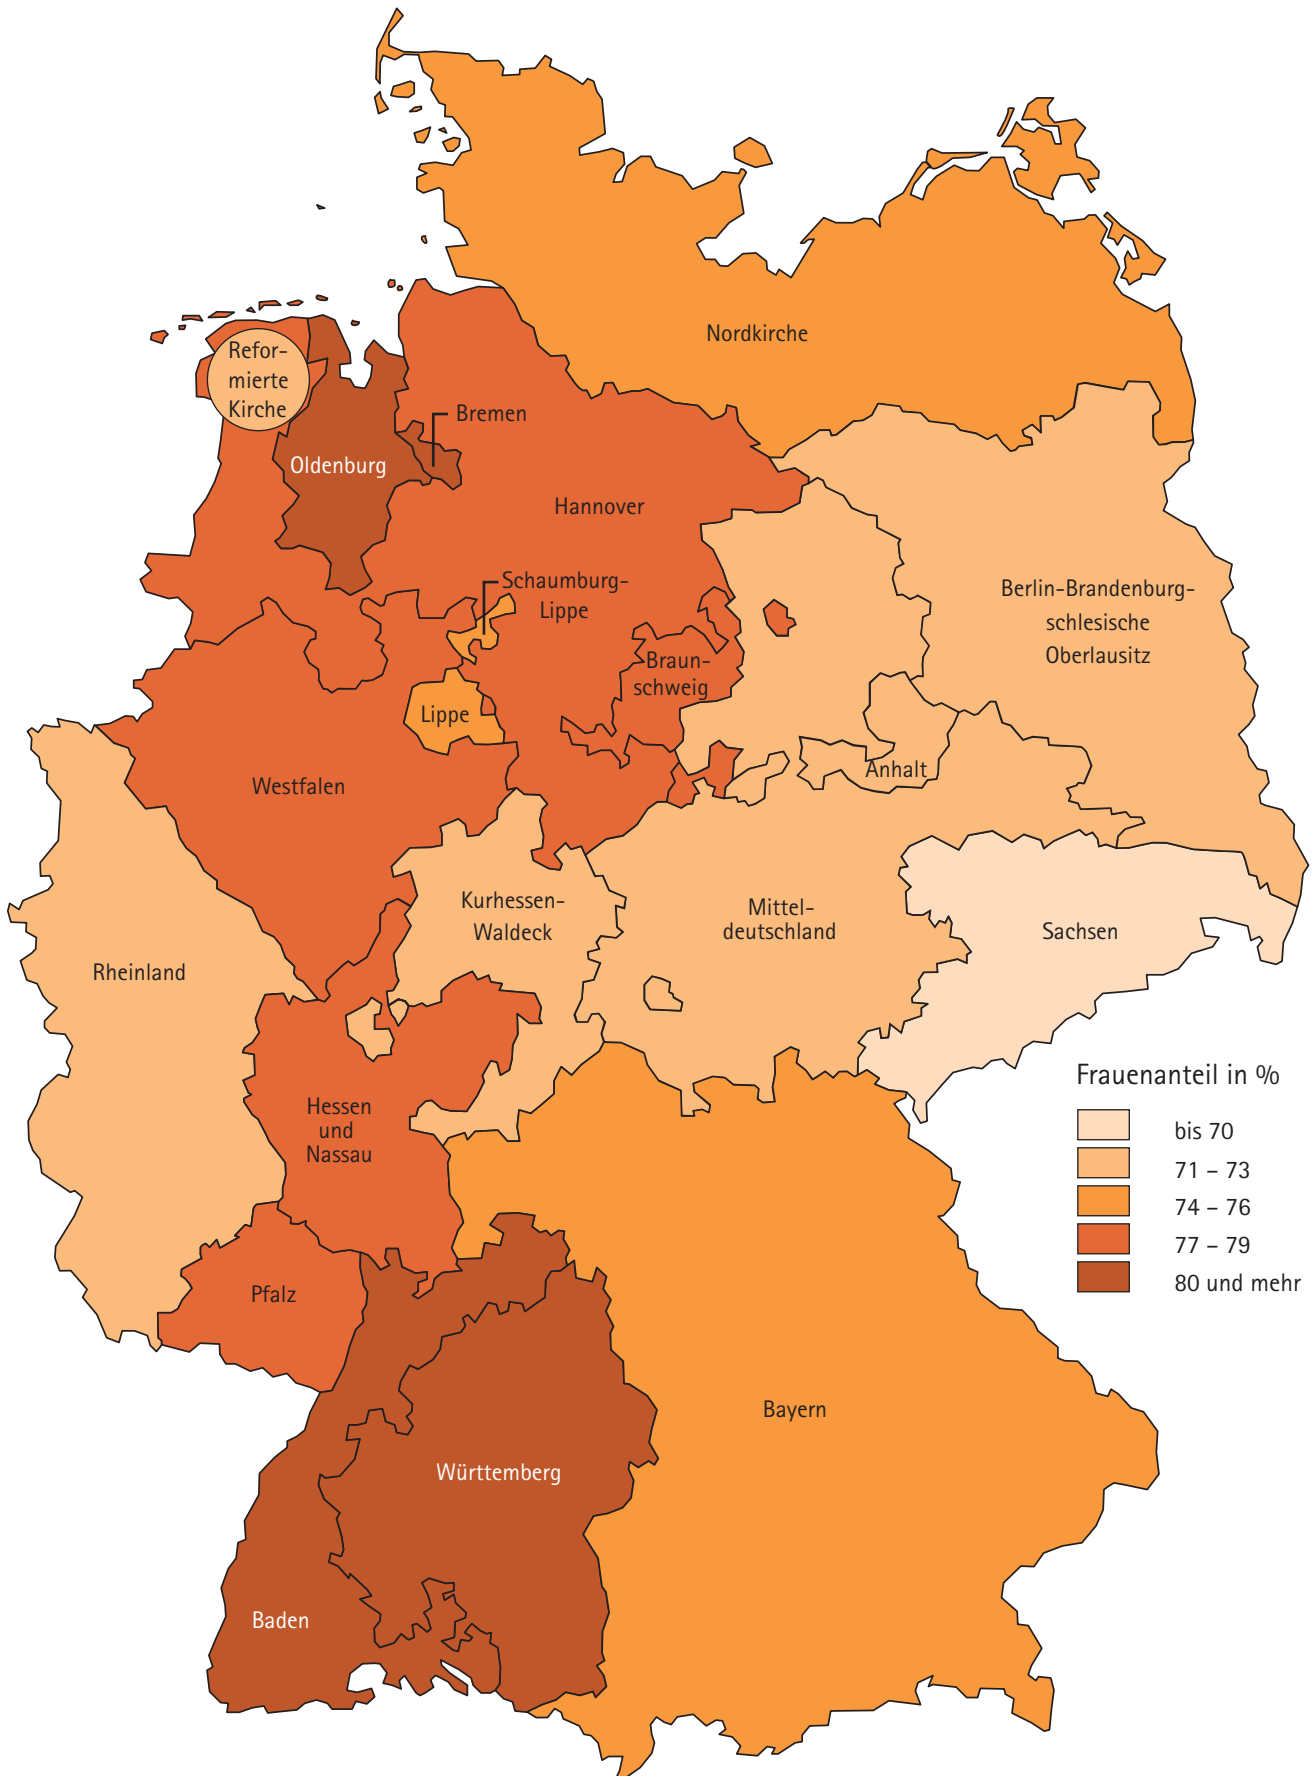 Nordkirche
Refor-
mierte
Kirche
Bremen
Oldenburg
Hannover
Schaumburg-
Lippe
Berlin-Brandenburg-
schlesische
Oberlausitz
Braun-
schweig
Lippe
Anhalt
Westfalen
Kurhessen-
Waldeck
Mittel-
deutschland
Sachsen
Rheinland
Hessen
und
Nassau
Pfalz
Bayern
Württemberg
Baden
Frauenanteil in %
bis 70
71 – 73
74 – 76
77 – 79
80 und mehr